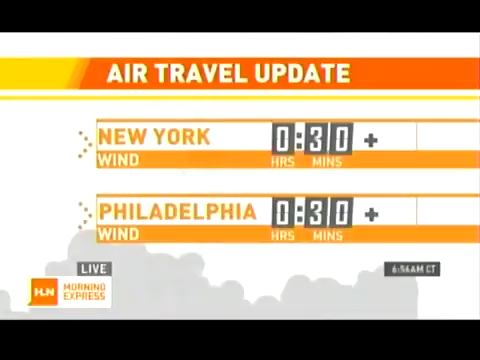 AIR TRAVEL UPDATE
NEW YORK 0:30 +
WIND HRS MINS
PHILADELPHIA 0:30 +
WIND HRS MINS
LIVE 6:56AM CT
HLN MORNING
EXPRESS